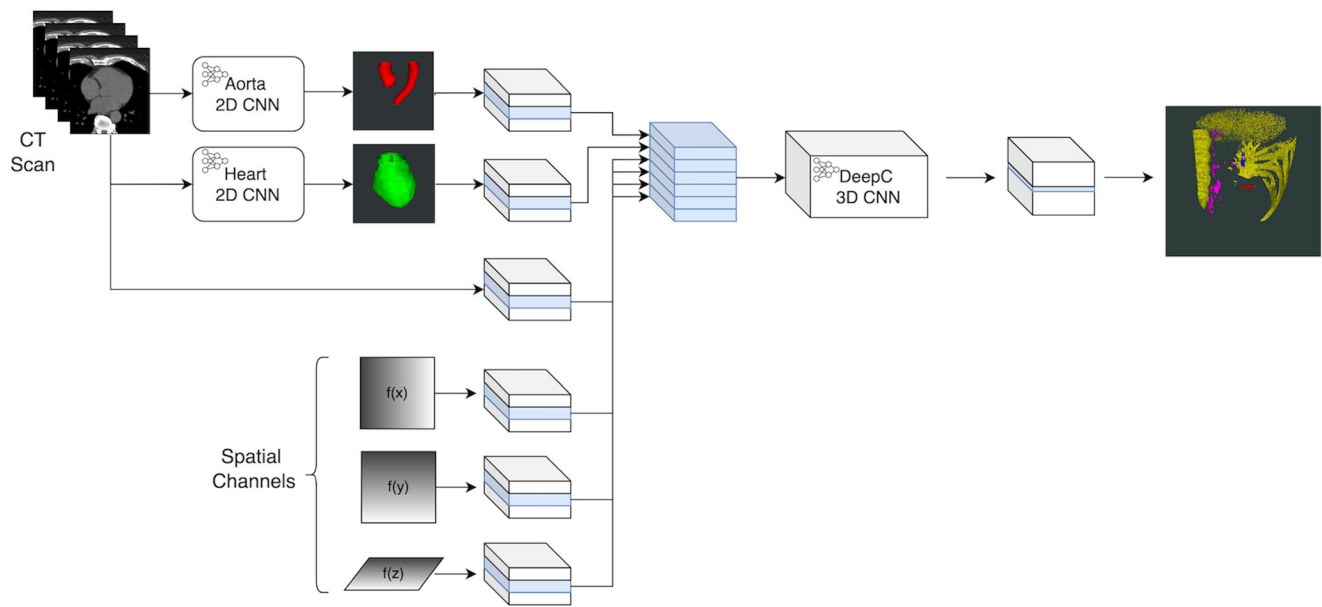 CT
Scan
Aorta
2D CNN
Heart
2D CNN
DeepC
3D CNN
Spatial
Channels
f(x)
f(y)
f(z)